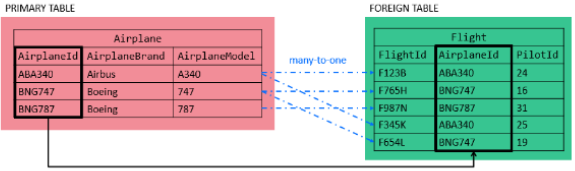 PRIMARY TABLE
Airplane
AirplaneId AirplaneBrand AirplaneModel
ABA340 Airbus A340
BNG747 Boeing 747
BNG787 Boeing 787
many-to-one
FOREIGN TABLE
Flight
FlightId AirplaneId PilotId
F123B ABA340 24
F765H BNG747 16
F987N BNG787 31
F345K ABA340 25
F654L BNG747 19